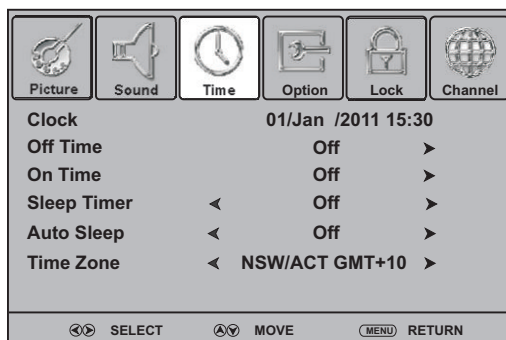 Picture Sound Time Option Lock Channel
Clock 01/Jan /2011 15:30
Off Time Off
On Time Off
Sleep Timer Off
Auto Sleep Off
Time Zone NSW/ACT GMT+10
SELECT MOVE MENU RETURN